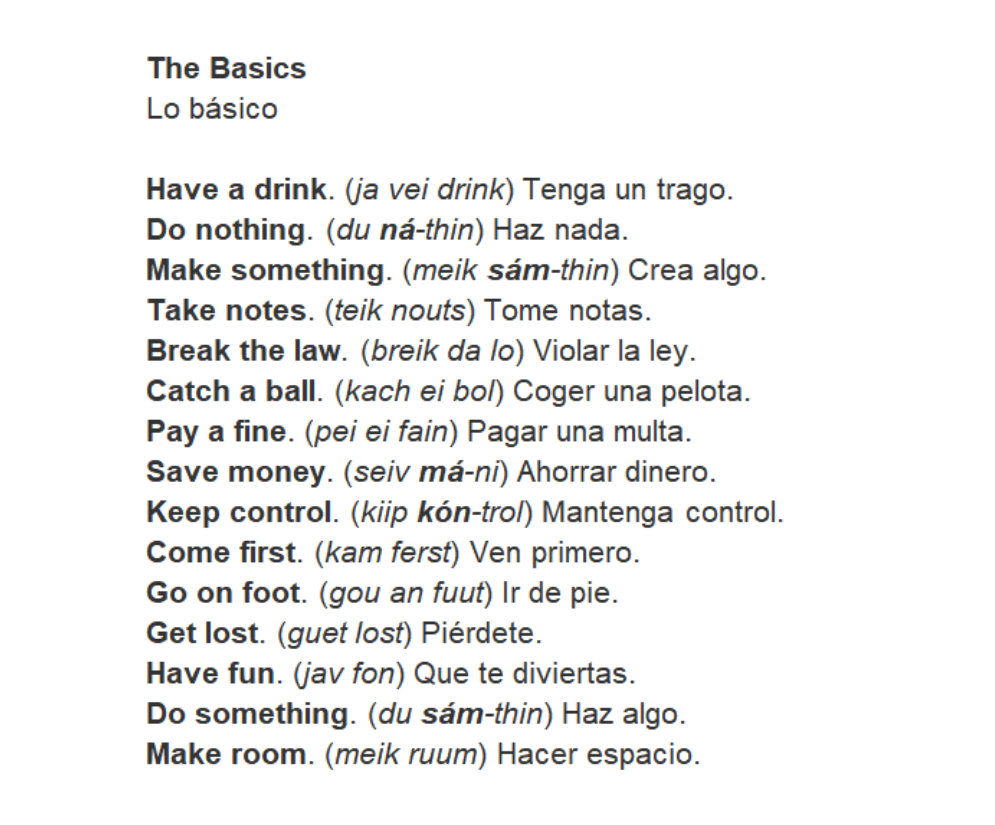 The Basics
Lo básico
Have a drink. (ja vei drink) Tenga un trago.
Do nothing. (du ná-thin) Haz nada.
Make something. (meik sám-thin) Crea algo.
Take notes. (teik nouts) Tome notas.
Break the law. (breik da lo) Violar la ley.
Catch a ball. (kach ei bol) Coger una pelota.
Pay a fine. (pei ei fain) Pagar una multa.
Save money. (seiv má-ni) Ahorrar dinero.
Keep control. (kiip kón-trol) Mantenga control.
Come first. (kam ferst) Ven primero.
Go on foot. (gou an fuut) Ir de pie.
Get lost. (guet lost) Piérdete.
Have fun. (jav fon) Que te diviertas.
Do something. (du sám-thin) Haz algo.
Make room. (meik ruum) Hacer espacio.